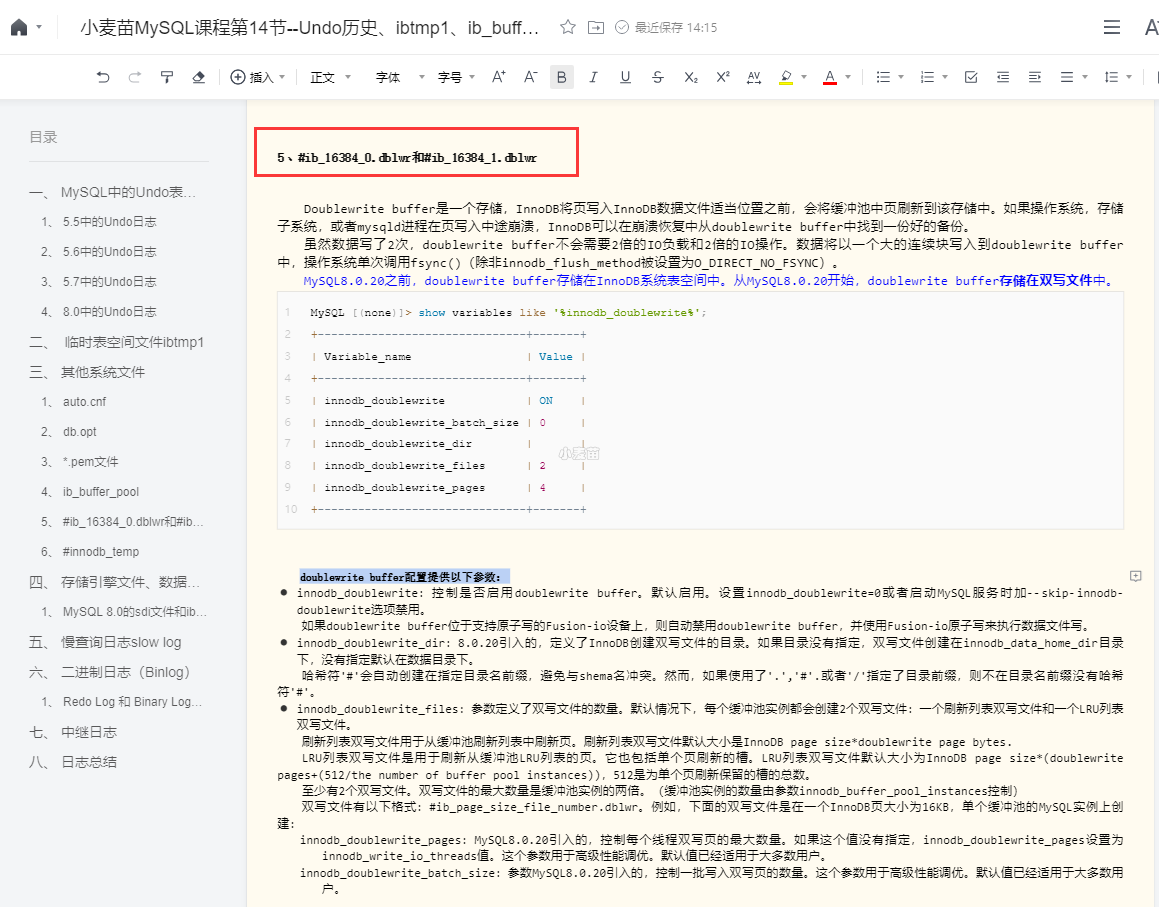 小麦苗MySQL课程第14节--Undo历史、ibtmp1、ib_buff...
最近保存 14:15
插入
正文
字体
字号
目录
一、 MySQL中的Undo表...
1、 5.5中的Undo日志
2、 5.6中的Undo日志
3、 5.7中的Undo日志
4、 8.0中的Undo日志
二、 临时表空间文件ibtmp1
三、 其他系统文件
1、 auto.cnf
2、 db.opt
3、 *.pem文件
4、 ib_buffer_pool
5、 #ib_16384_0.dblwr和#ib...
6、 #innodb_temp
四、 存储引擎文件、数据...
1、 MySQL 8.0的sdi文件和ib...
五、 慢查询日志slow log
六、 二进制日志（Binlog）
1、 Redo Log 和 Binary Log...
七、 中继日志
八、 日志总结
5、#ib_16384_0.dblwr和#ib_16384_1.dblwr
Doublewrite buffer是一个存储，InnoDB将页写入InnoDB数据文件适当位置之前，会将缓冲池中页刷新到该存储中。如果操作系统，存储
子系统，或者mysqld进程在页写入中途崩溃，InnoDB可以在崩溃恢复中从doublewrite buffer中找到一份好的备份。
虽然数据写了2次，doublewrite buffer不会需要2倍的IO负载和2倍的IO操作。数据将以一个大的连续块写入到doublewrite buffer
中，操作系统单次调用fsync()（除非innodb_flush_method被设置为O_DIRECT_NO_FSYNC）。
MySQL8.0.20之前，doublewrite buffer存储在InnoDB系统表空间中。从MySQL8.0.20开始，doublewrite buffer存储在双写文件中。
1 MySQL [(none)]> show variables like '%innodb_doublewrite%';
2 +-------------------------------+-------+
3 | Variable_name | Value |
4 +-------------------------------+-------+
5 | innodb_doublewrite | ON |
6 | innodb_doublewrite_batch_size | 0 |
7 | innodb_doublewrite_dir | |
8 | innodb_doublewrite_files | 2 |
9 | innodb_doublewrite_pages | 4 |
10 +-------------------------------+-------+
小麦苗
doublewrite buffer配置提供以下参数：
● innodb_doublewrite: 控制是否启用doublewrite buffer。默认启用。设置innodb_doublewrite=0或者启动MySQL服务时加--skip-innodb-
doublewrite选项禁用。
如果doublewrite buffer位于支持原子写的Fusion-io设备上，则自动禁用doublewrite buffer，并使用Fusion-io原子写来执行数据文件写。
● innodb_doublewrite_dir: 8.0.20引入的，定义了InnoDB创建双写文件的目录。如果目录没有指定，双写文件创建在innodb_data_home_dir目录
下，没有指定默认在数据目录下。
哈希符'#'会自动创建在指定目录名前缀，避免与shema名冲突。然而，如果使用了'.','#'.或者'/'指定了目录前缀，则不在目录名前缀没有哈希
符'#'。
● innodb_doublewrite_files: 参数定义了双写文件的数量。默认情况下，每个缓冲池实例都会创建2个双写文件：一个刷新列表双写文件和一个LRU列表
双写文件。
刷新列表双写文件用于从缓冲池刷新列表中刷新页。刷新列表双写文件默认大小是InnoDB page size*doublewrite page bytes.
LRU列表双写文件是用于刷新从缓冲池LRU列表的页。它也包括单个页刷新的槽。LRU列表双写文件默认大小为InnoDB page size*(doublewrite
pages+(512/the number of buffer pool instances))，512是为单个页刷新保留的槽的总数。
至少有2个双写文件。双写文件的最大数量是缓冲池实例的两倍。（缓冲池实例的数量由参数innodb_buffer_pool_instances控制）
双写文件有以下格式：#ib_page_size_file_number.dblwr。例如，下面的双写文件是在一个InnoDB页大小为16KB，单个缓冲池的MySQL实例上创
建：
innodb_doublewrite_pages: MySQL8.0.20引入的，控制每个线程双写页的最大数量。如果这个值没有指定，innodb_doublewrite_pages设置为
innodb_write_io_threads值。这个参数用于高级性能调优。默认值已经适用于大多数用户。
innodb_doublewrite_batch_size: 参数MySQL8.0.20引入的，控制一批写入双写页的数量。这个参数用于高级性能调优。默认值已经适用于大多数用
户。